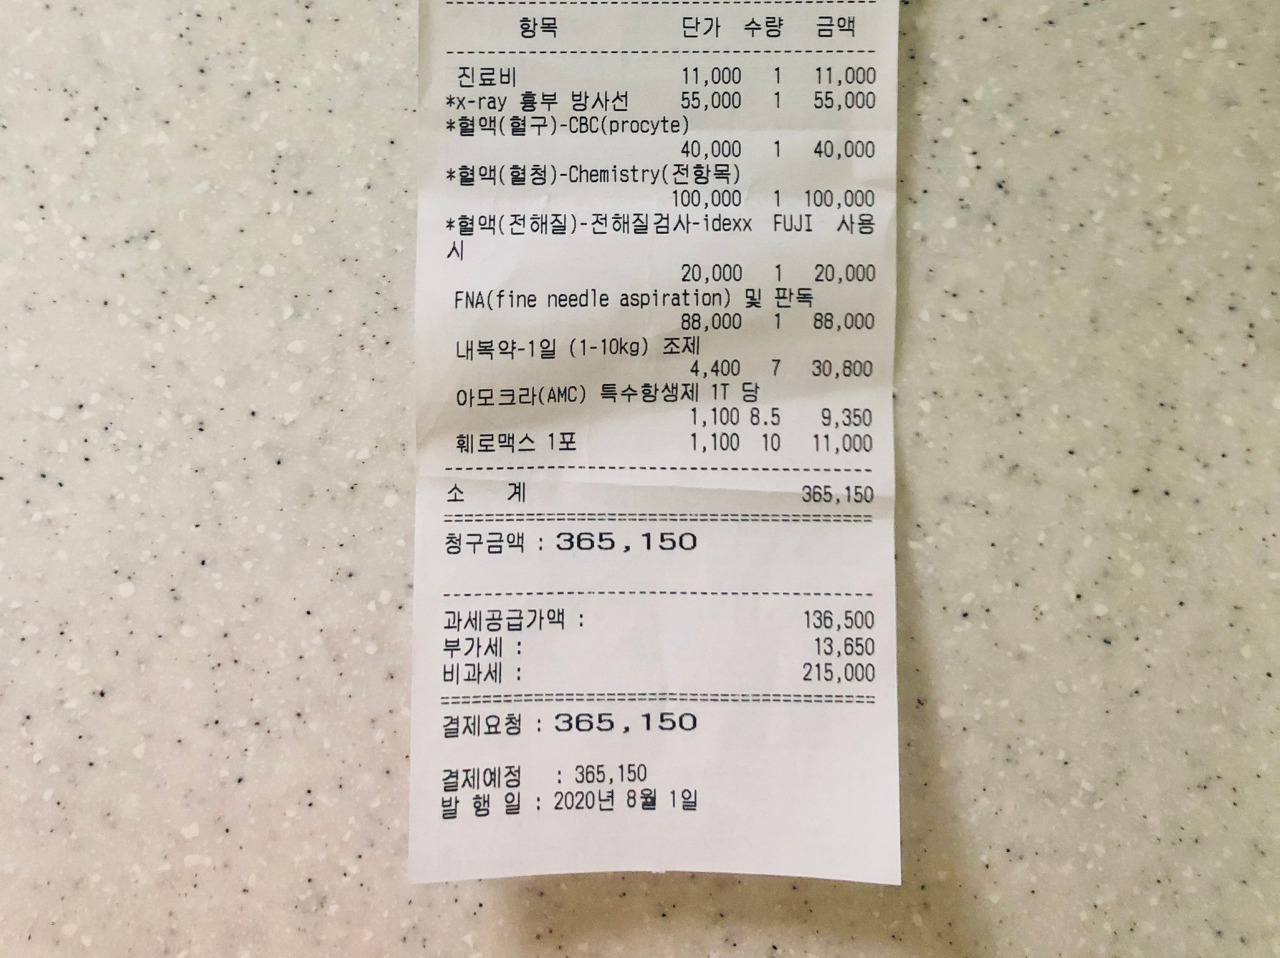 항목 단가 수량 금액
진료비 11,000 1 11,000
*x-ray 흉부 방사선 55,000 1 55,000
*혈액(혈구)-CBC(procyte)
40,000 1 40,000
*혈액(혈청)-Chemistry(전항목)
100,000 1 100,000
*혈액(전해질)-전해질검사-idexx FUJI 사용
시
20,000 1 20,000
FNA(fine needle aspiration) 및 판독
88,000 1 88,000
내복약-1일 (1-10kg) 조제
4,400 7 30,800
아모크라(AMC) 특수항생제 1T 당
1,100 8.5 9,350
훼로맥스 1포 1,100 10 11,000
소 계 365,150
청구금액 : 365,150
과세공급가액 : 136,500
부가세 : 13,650
비과세 : 215,000
결제요청 : 365,150
결제예정 : 365,150
발 행 일 : 2020년 8월 1일